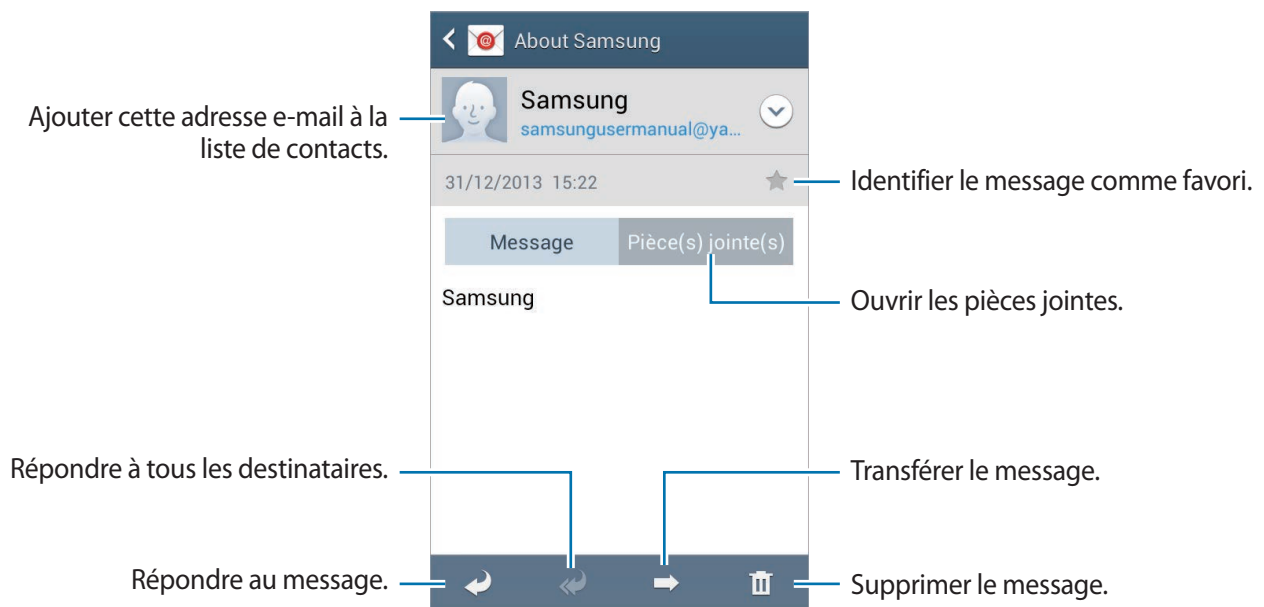 About Samsung
Ajouter cette adresse e-mail à la
liste de contacts.
Samsung
samsungusermanual@ya...
31/12/2013 15:22
Identifier le message comme favori.
Message
Pièce(s) jointe(s)
Samsung
Ouvrir les pièces jointes.
Répondre à tous les destinataires.
Transférer le message.
Répondre au message.
Supprimer le message.